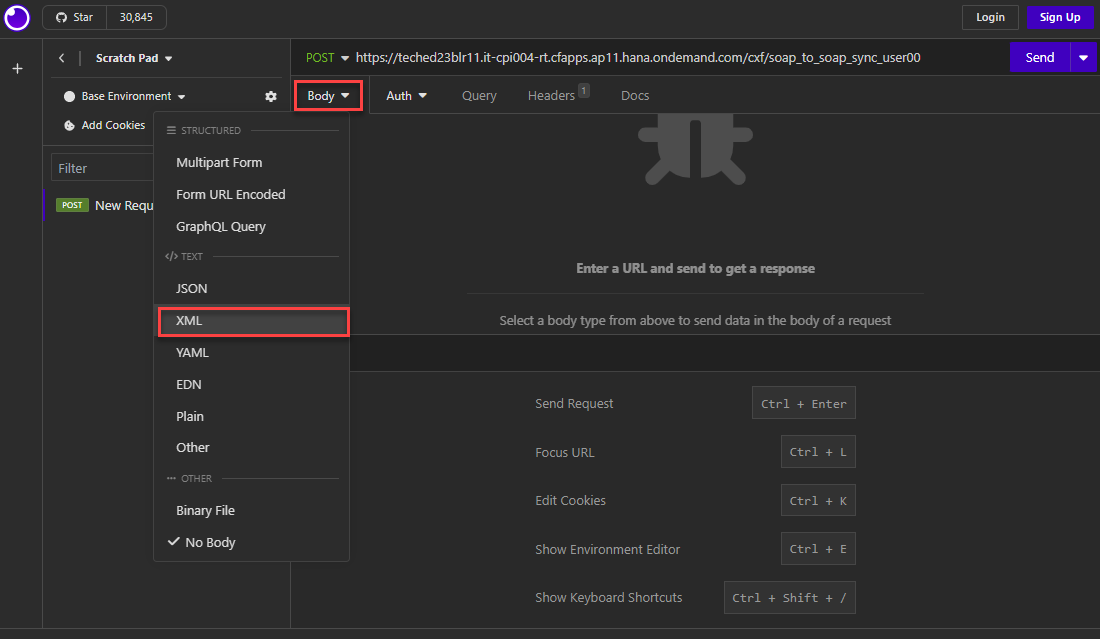 Star 30,845 Login Sign Up
Scratch Pad
POST https://teched23blr11.it-cpi004-rt.cfapps.ap11.hana.ondemand.com/cxf/soap_to_soap_sync_user00 Send
Base Environment
Body Auth Query Headers 1 Docs
Add Cookies
Filter
POST New Requ
STRUCTURED
Multipart Form
Form URL Encoded
GraphQL Query
</> TEXT
JSON
XML
YAML
EDN
Plain
Other
··· OTHER
Binary File
No Body
Enter a URL and send to get a response
Select a body type from above to send data in the body of a request
Send Request Ctrl + Enter
Focus URL Ctrl + L
Edit Cookies Ctrl + K
Show Environment Editor Ctrl + E
Show Keyboard Shortcuts Ctrl + Shift + /